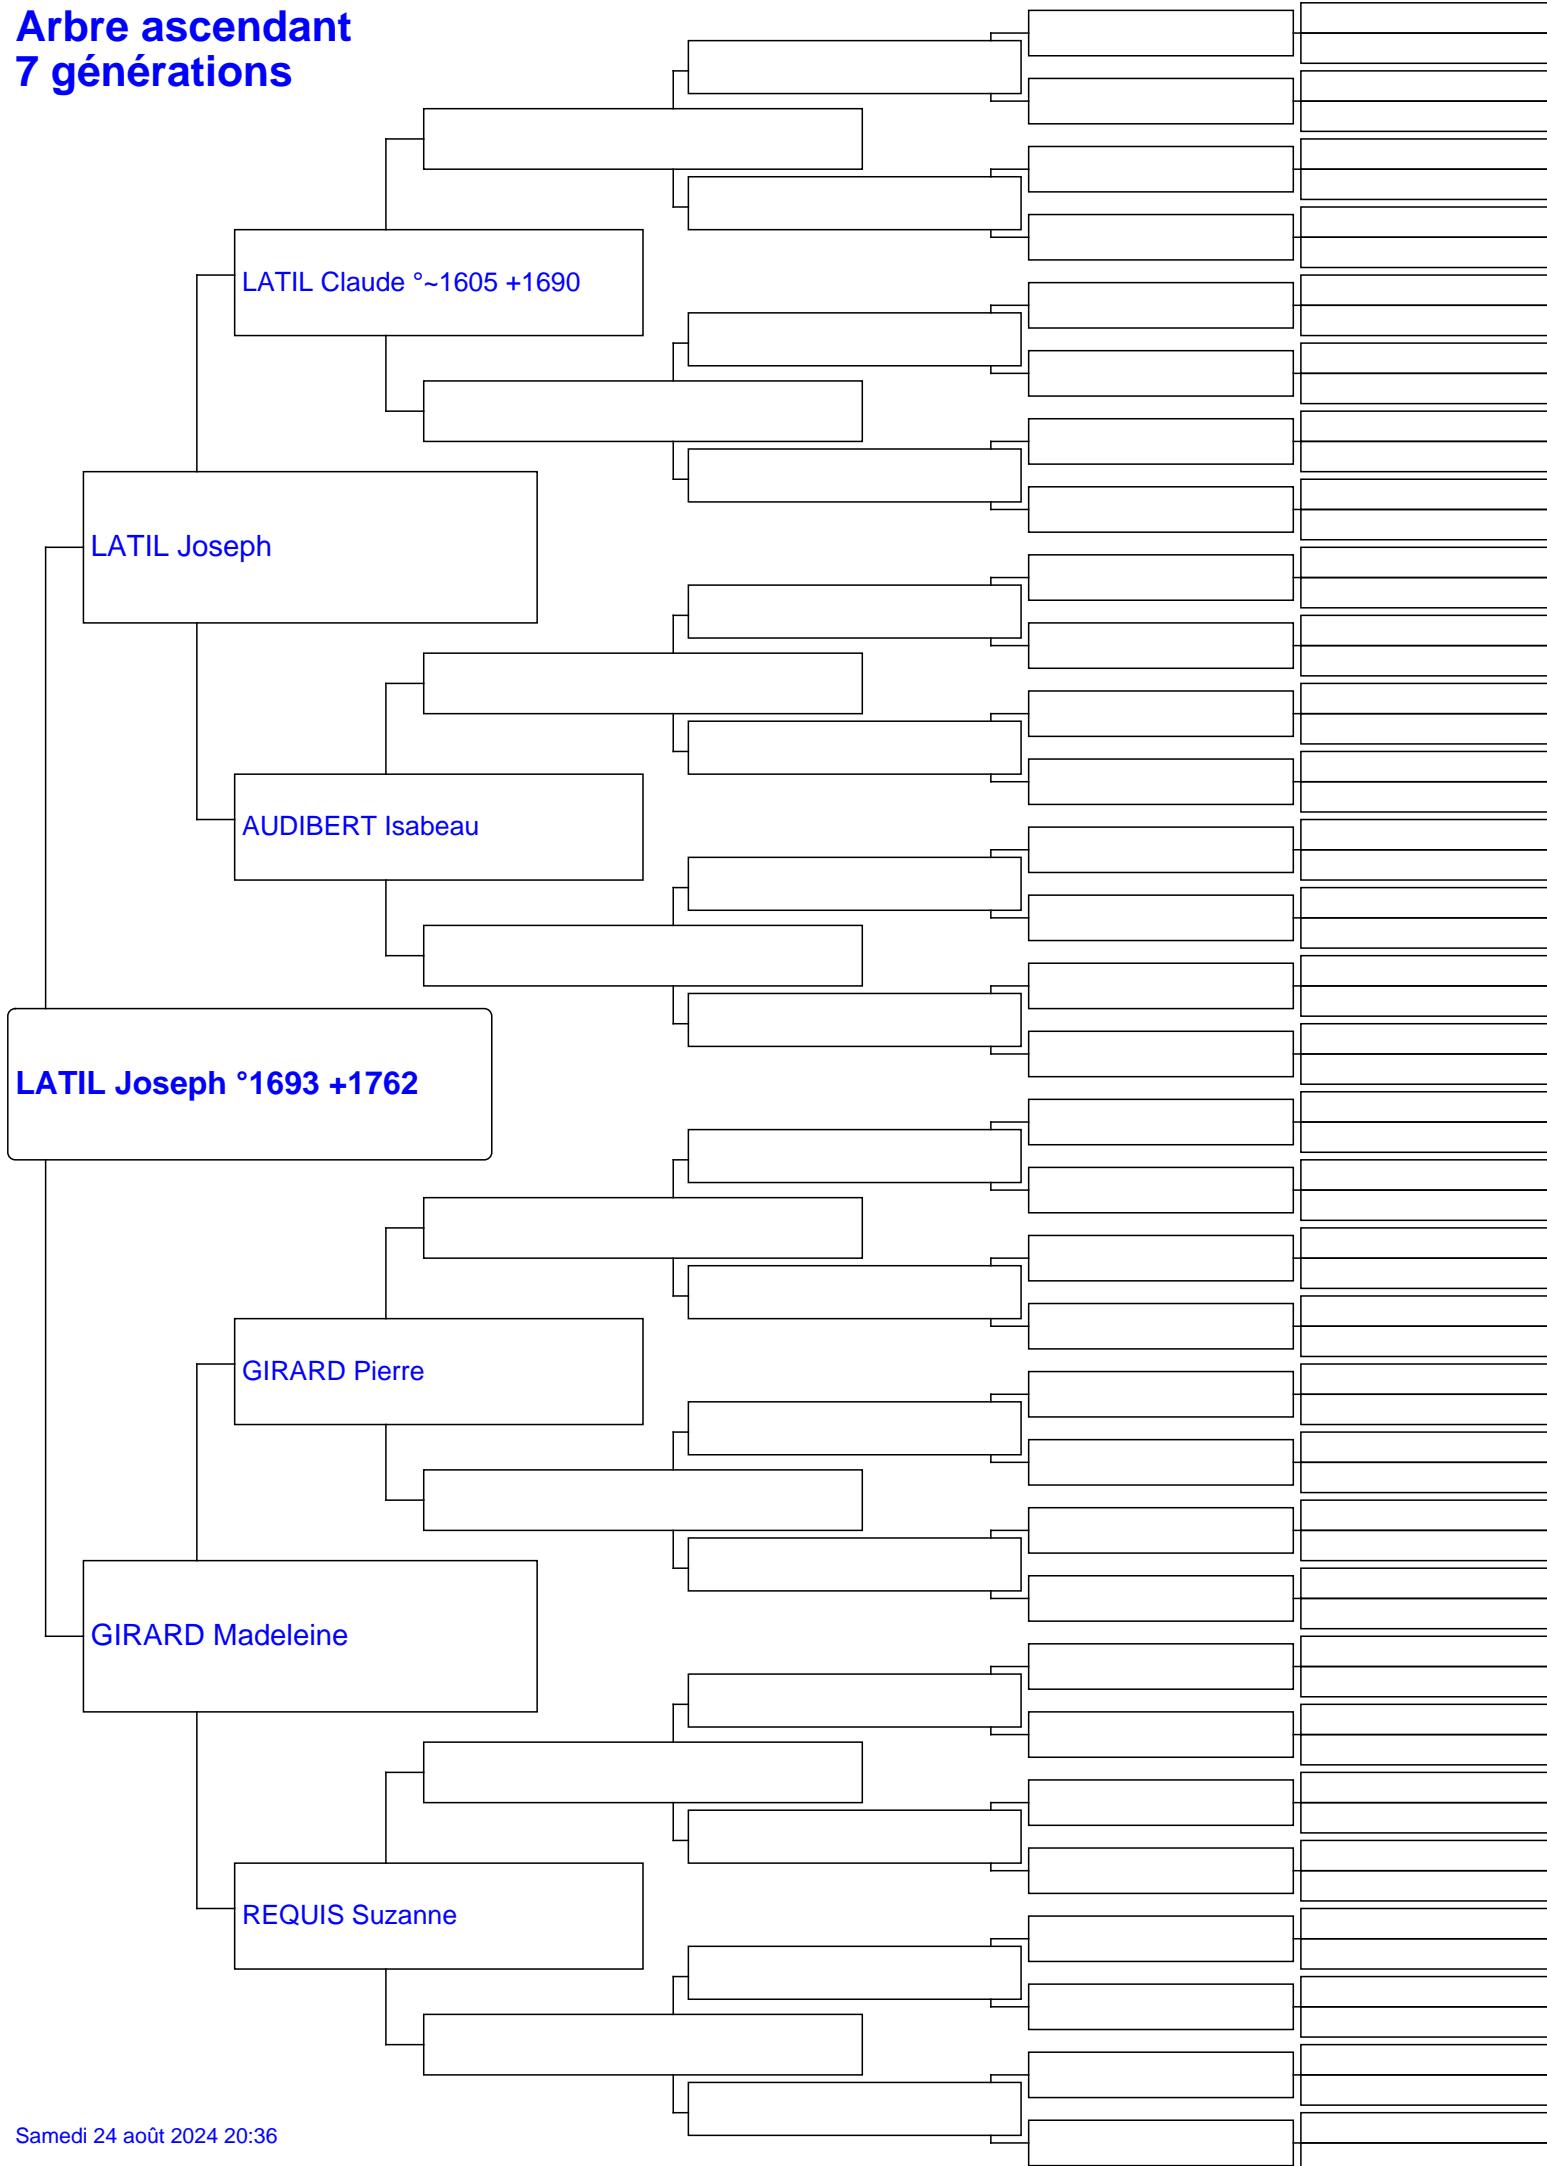 Arbre ascendant
7 générations
LATIL Claude °~1605 +1690
LATIL Joseph
AUDIBERT Isabeau
LATIL Joseph °1693 +1762
GIRARD Pierre
GIRARD Madeleine
REQUIS Suzanne
Samedi 24 août 2024 20:36